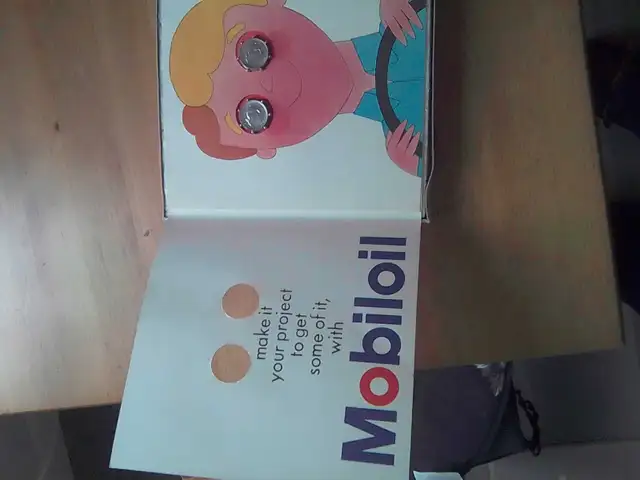 make it
your project
to get
some of it,
with
Mobiloil